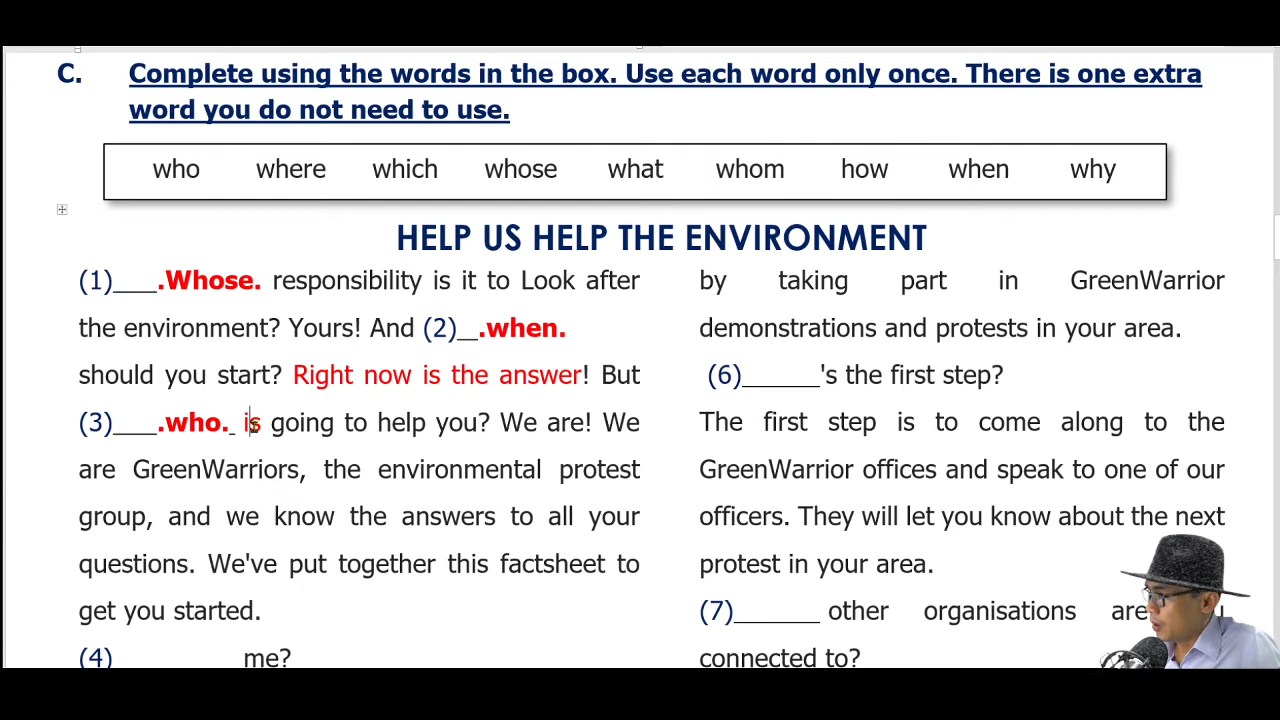 C. Complete using the words in the box. Use each word only once. There is one extra
word you do not need to use.
who where which whose what whom how when why
HELP US HELP THE ENVIRONMENT
(1)___.Whose. responsibility is it to Look after
the environment? Yours! And (2)_.when.
should you start? Right now is the answer! But
(3)___.who._ is going to help you? We are! We
are GreenWarriors, the environmental protest
group, and we know the answers to all your
questions. We've put together this factsheet to
get you started.
(4) me?
by taking part in GreenWarrior
demonstrations and protests in your area.
(6)______'s the first step?
The first step is to come along to the
GreenWarrior offices and speak to one of our
officers. They will let you know about the next
protest in your area.
(7)______ other organisations are
connected to?